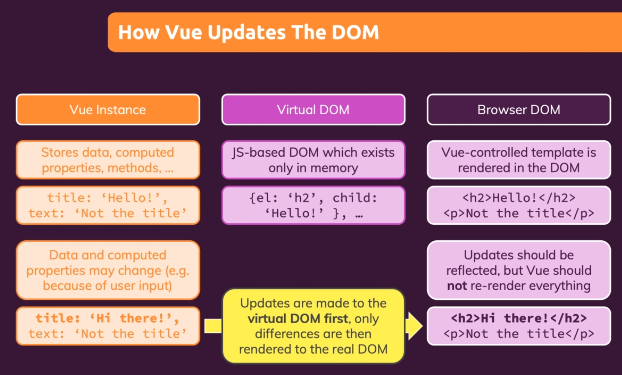 How Vue Updates The DOM
Vue Instance
Virtual DOM
Browser DOM
Stores data, computed
properties, methods, …
JS-based DOM which exists
only in memory
Vue-controlled template is
rendered in the DOM
title: ‘Hello!’,
text: ‘Not the title’
{el: ‘h2’, child:
‘Hello!’ }, …
<h2>Hello!</h2>
<p>Not the title</p>
Data and computed
properties may change (e.g.
because of user input)
Updates should be
reflected, but Vue should
not re-render everything
title: ‘Hi there!’,
text: ‘Not the title’
Updates are made to the
virtual DOM first, only
differences are then
rendered to the real DOM
<h2>Hi there!</h2>
<p>Not the title</p>